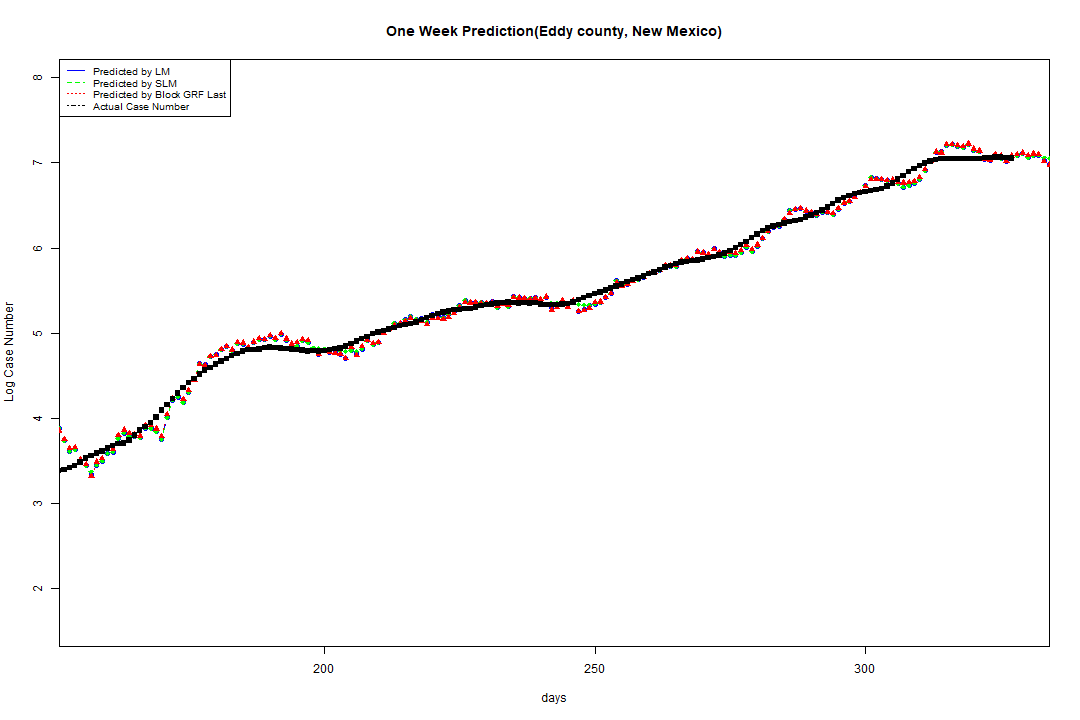 One Week Prediction(Eddy county, New Mexico)
Predicted by LM
Predicted by SLM
Predicted by Block GRF Last
Actual Case Number
8
7
6
5
4
3
2
Log Case Number
200 250 300
days